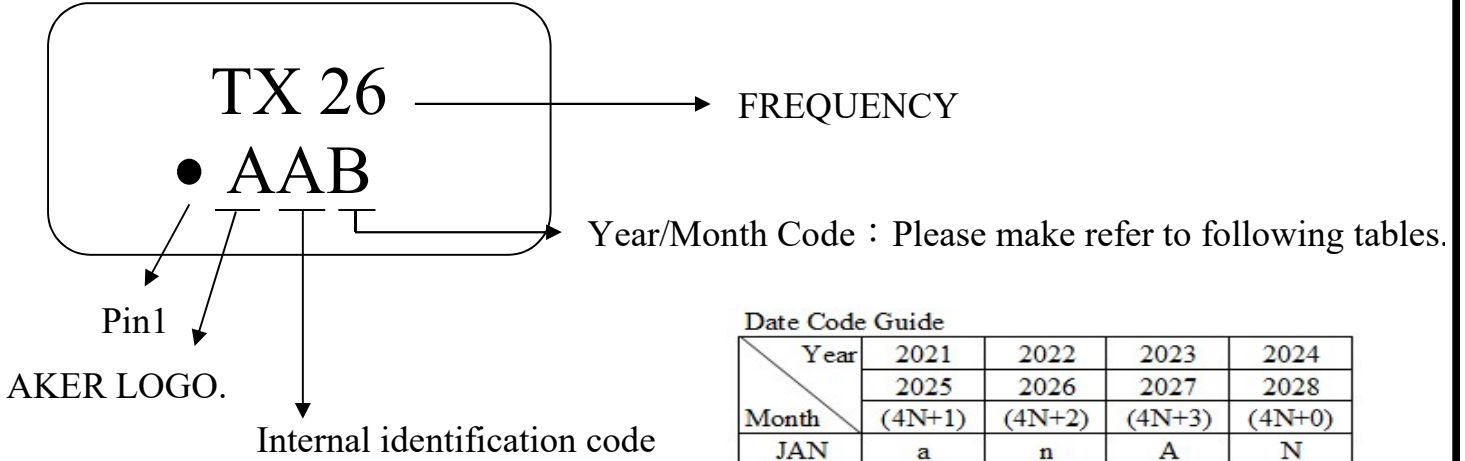 TX 26
FREQUENCY
• AAB
Year/Month Code：Please make refer to following tables.
Pin1
AKER LOGO.
Internal identification code
Date Code Guide
Year 2021 2022 2023 2024
2025 2026 2027 2028
Month (4N+1) (4N+2) (4N+3) (4N+0)
JAN a n A N